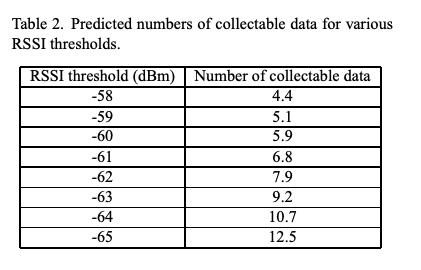 Table 2. Predicted numbers of collectable data for various
RSSI thresholds.
RSSI threshold (dBm) Number of collectable data
-58 4.4
-59 5.1
-60 5.9
-61 6.8
-62 7.9
-63 9.2
-64 10.7
-65 12.5